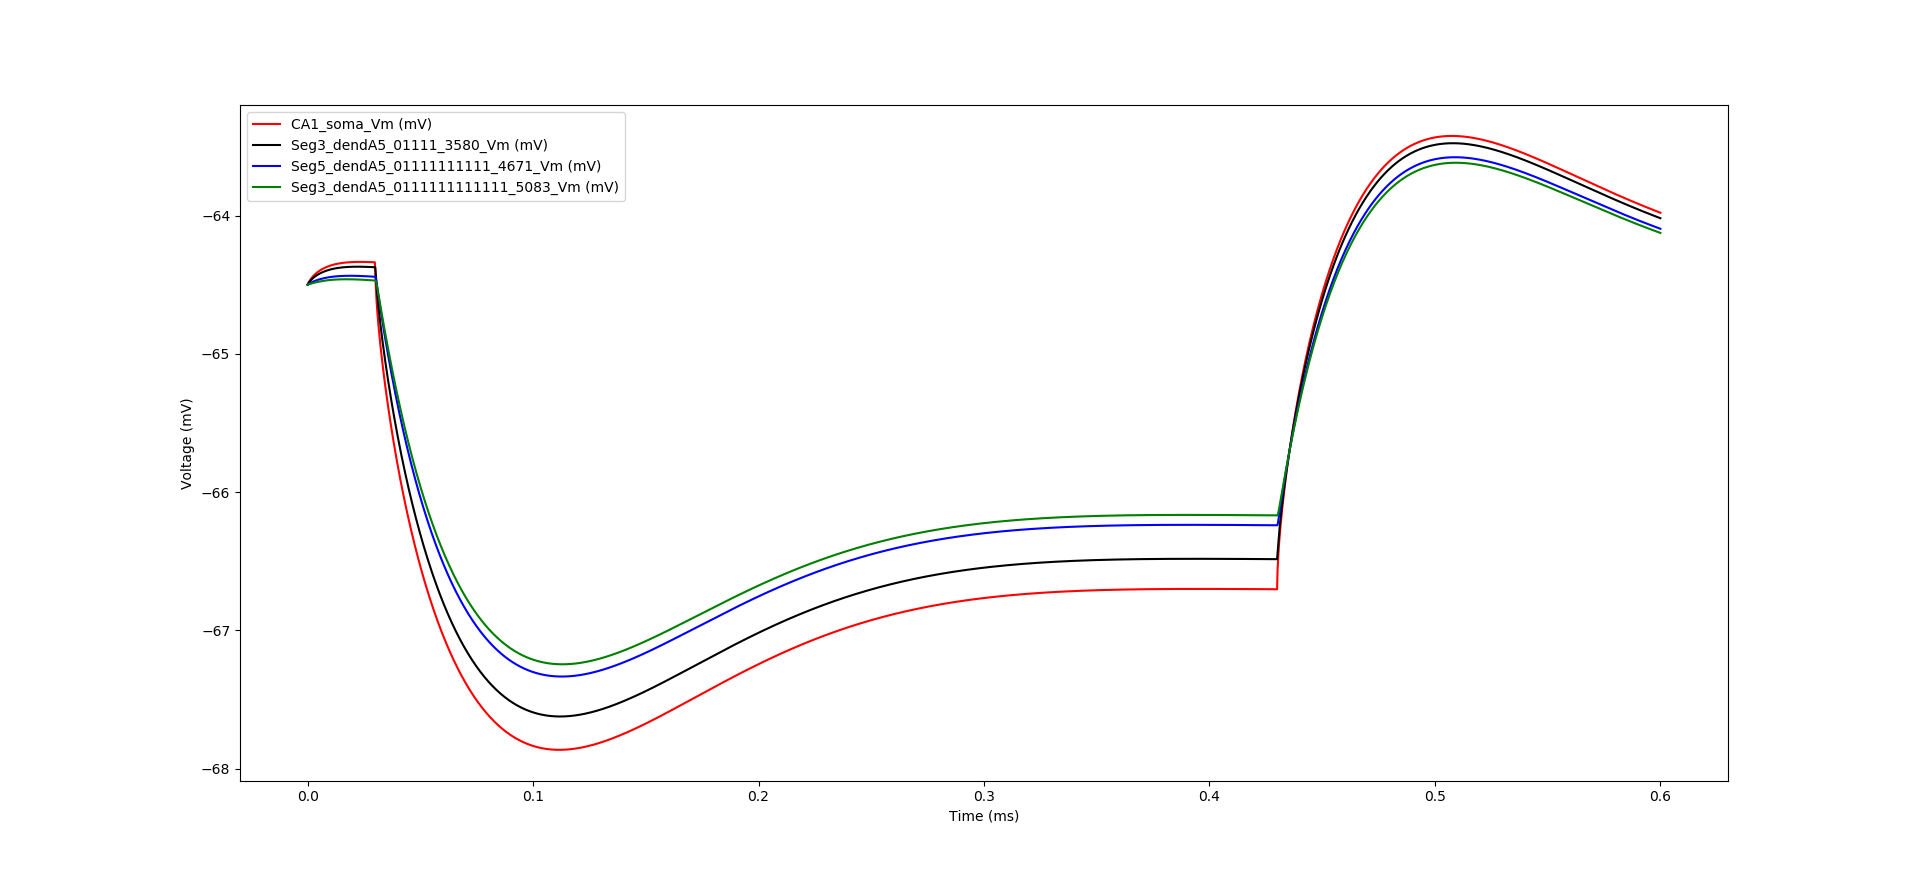 CA1_soma_Vm (mV)
Seg3_dendA5_01111_3580_Vm (mV)
Seg5_dendA5_01111111111_4671_Vm (mV)
Seg3_dendA5_0111111111111_5083_Vm (mV)
−64
−65
−66
−67
−68
Voltage (mV)
0.0 0.1 0.2 0.3 0.4 0.5 0.6
Time (ms)